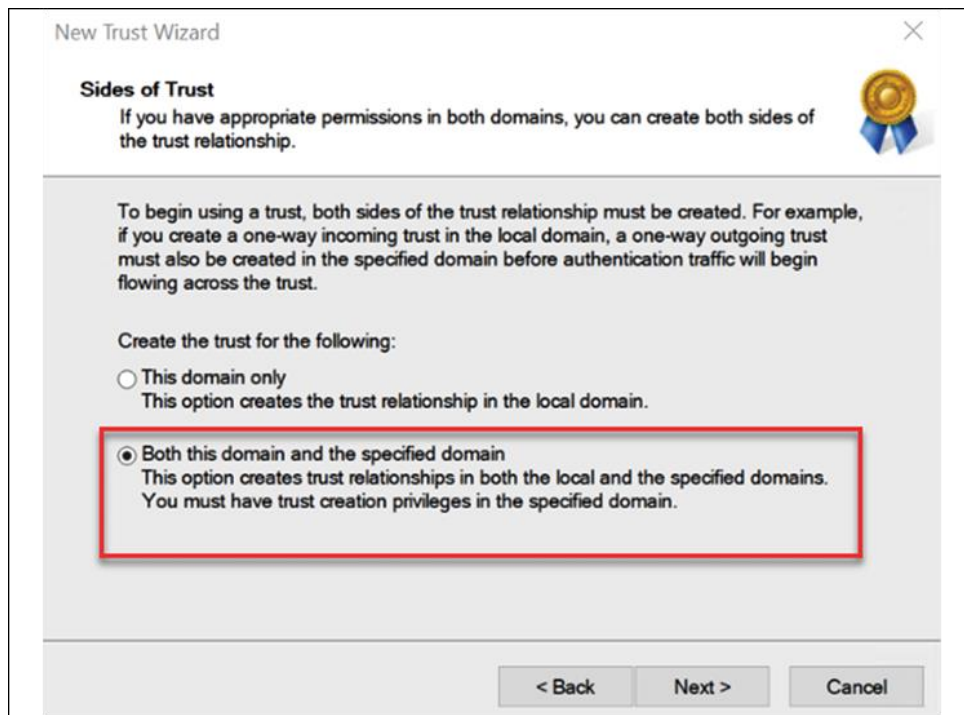 New Trust Wizard
Sides of Trust
If you have appropriate permissions in both domains, you can create both sides of
the trust relationship.
To begin using a trust, both sides of the trust relationship must be created. For example,
if you create a one-way incoming trust in the local domain, a one-way outgoing trust
must also be created in the specified domain before authentication traffic will begin
flowing across the trust.
Create the trust for the following:
This domain only
This option creates the trust relationship in the local domain.
Both this domain and the specified domain
This option creates trust relationships in both the local and the specified domains.
You must have trust creation privileges in the specified domain.
< Back Next > Cancel